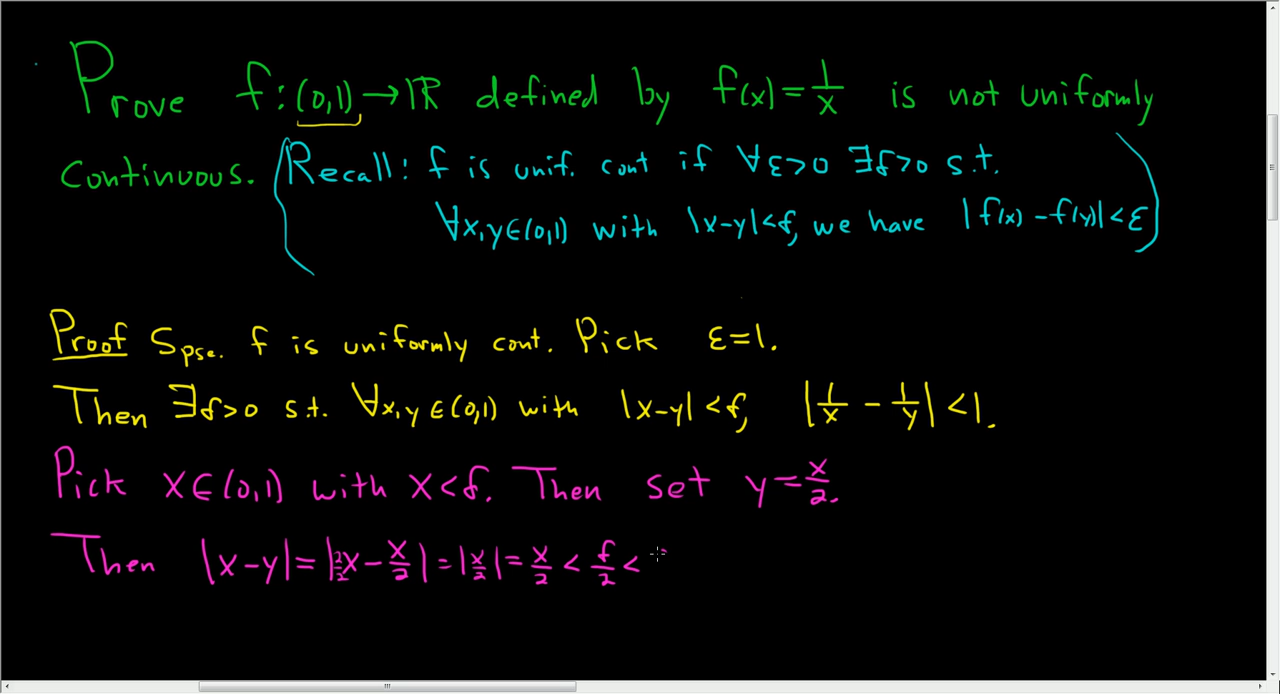 Prove f: (0,1) → ℝ defined by f(x) = 1/x is not uniformly
continuous. (Recall: f is unif. cont if ∀ε>0 ∃δ>0 s.t.
∀x,y∈(0,1) with |x-y|<δ, we have |f(x)-f(y)|<ε)
Proof Spse. f is uniformly cont. Pick ε=1.
Then ∃δ>0 s.t. ∀x,y∈(0,1) with |x-y|<δ, |1/x - 1/y| <1.
Pick x∈(0,1) with x<δ. Then set y=x/2.
Then |x-y| = |2/2x - x/2| = |x/2| = x/2 < δ/2 <